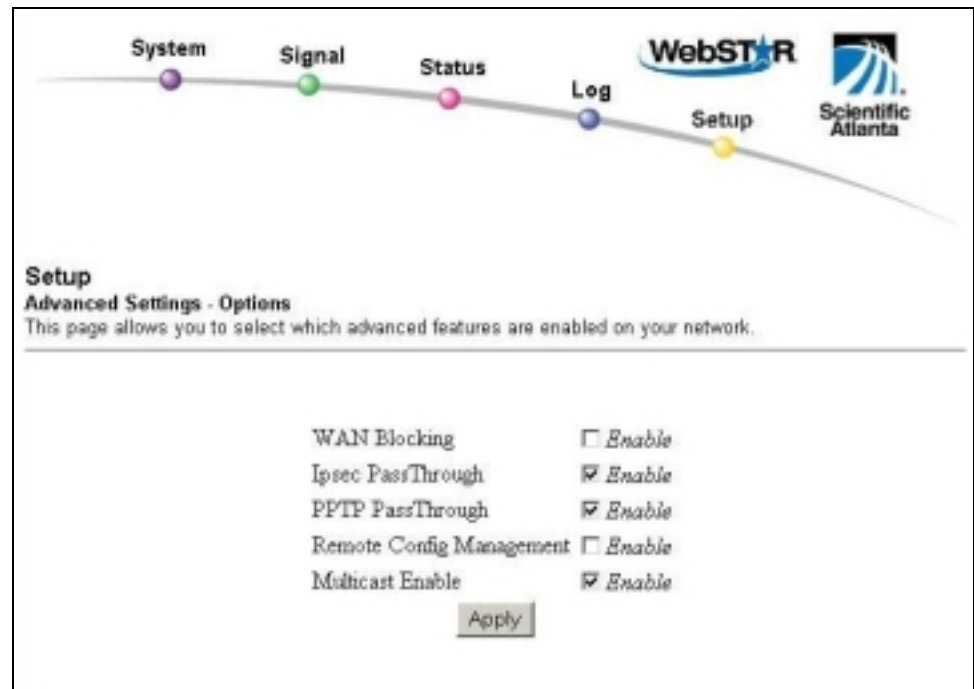 System
Signal
Status
Log
Setup
WebSTAR
Scientific
Atlanta
Setup
Advanced Settings - Options
This page allows you to select which advanced features are enabled on your network.
WAN Blocking Enable
Ipsec PassThrough Enable
PPTP PassThrough Enable
Remote Config Management Enable
Multicast Enable Enable
Apply